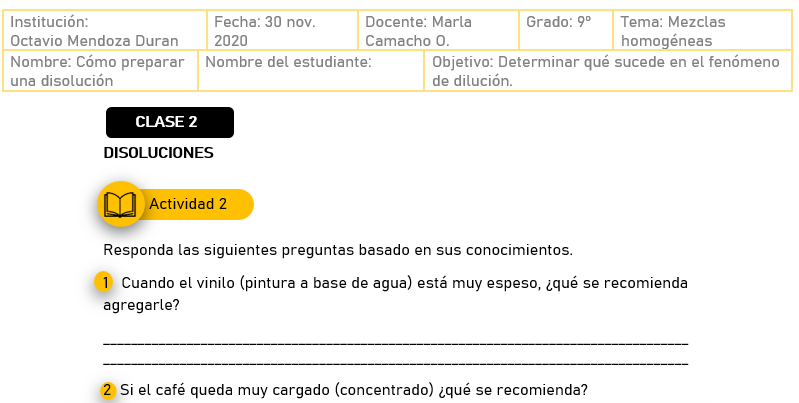 Institución:
Octavio Mendoza Duran
Fecha: 30 nov.
2020
Docente: Marla
Camacho O.
Grado: 9°
Tema: Mezclas
homogéneas
Nombre: Cómo preparar
una disolución
Nombre del estudiante:
Objetivo: Determinar qué sucede en el fenómeno
de dilución.
CLASE 2
DISOLUCIONES
Actividad 2
Responda las siguientes preguntas basado en sus conocimientos.
1 Cuando el vinilo (pintura a base de agua) está muy espeso, ¿qué se recomienda
agregarle?
2 Si el café queda muy cargado (concentrado) ¿qué se recomienda?